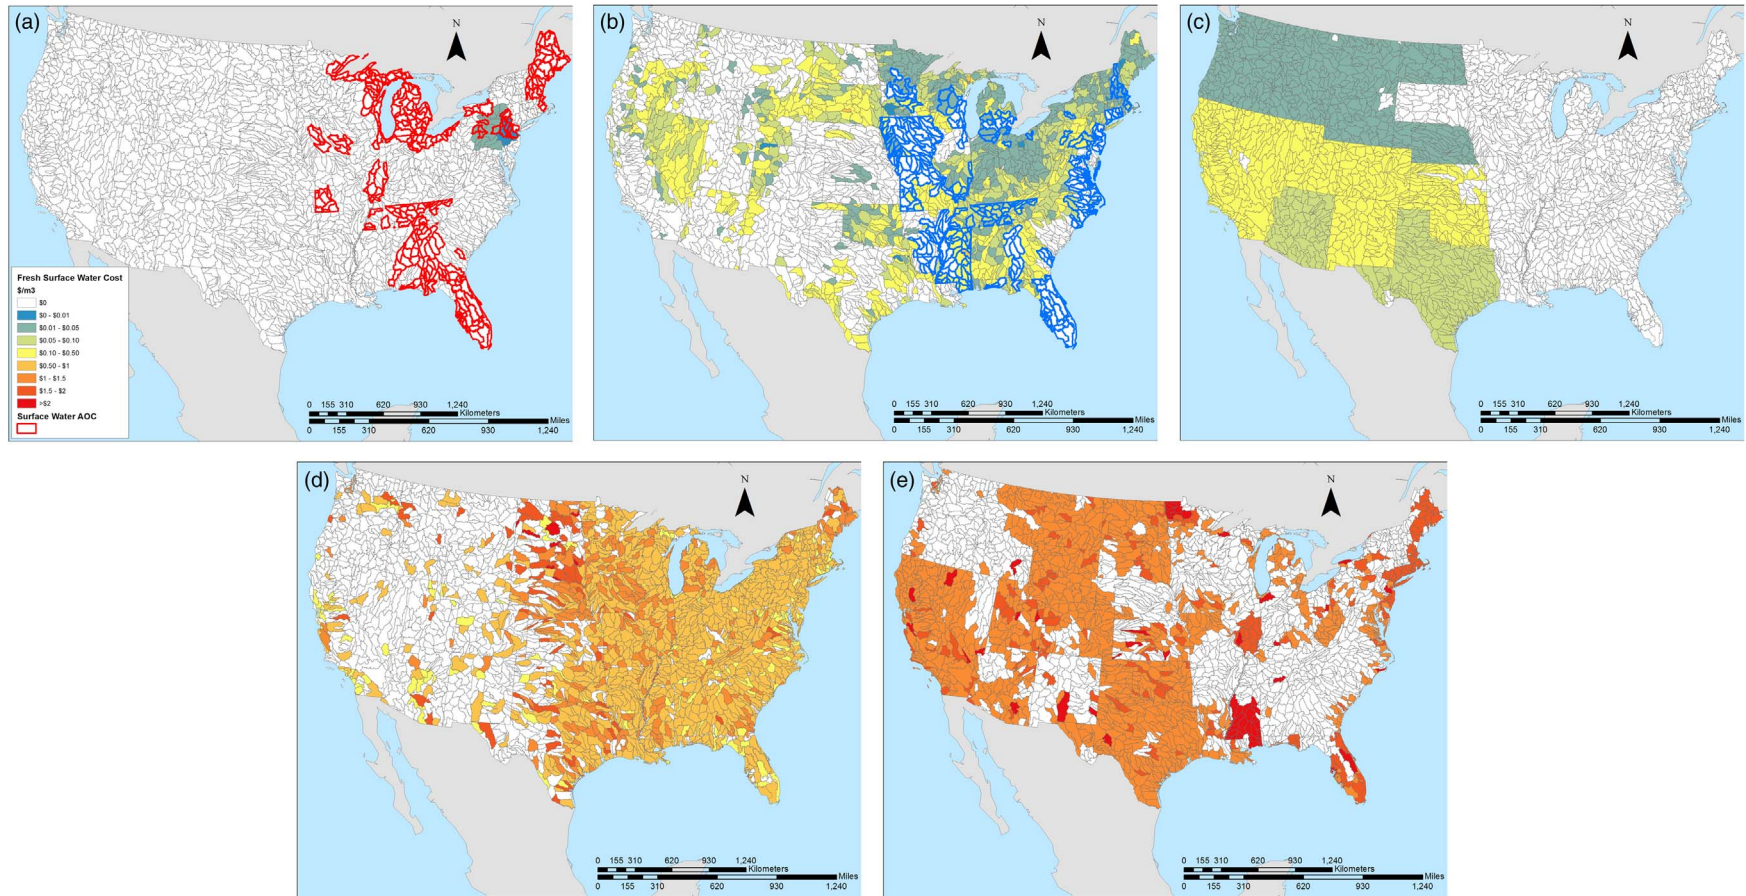 (a)
N
Fresh Surface Water Cost
$/m3
$0
$0 - $0.01
$0.01 - $0.05
$0.05 - $0.10
$0.10 - $0.50
$0.50 - $1
$1 - $1.5
$1.5 - $2
>$2
Surface Water AOC
0 155 310 620 930 1,240
Kilometers
Miles
0 155 310 620 930 1,240
(b)
N
0 155 310 620 930 1,240
Kilometers
Miles
0 155 310 620 930 1,240
(c)
N
0 155 310 620 930 1,240
Kilometers
Miles
0 155 310 620 930 1,240
(d)
N
0 155 310 620 930 1,240
Kilometers
Miles
0 155 310 620 930 1,240
(e)
N
0 155 310 620 930 1,240
Kilometers
Miles
0 155 310 620 930 1,240